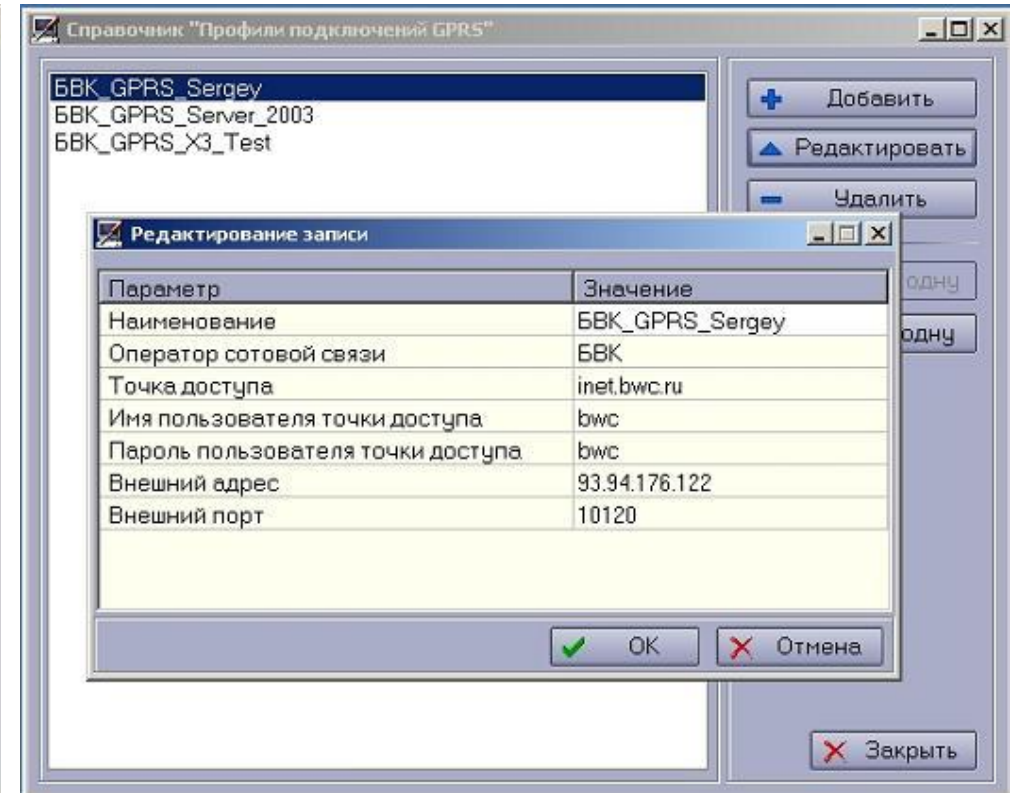 Справочник "Профили подключений GPRS"
БВК_GPRS_Sergey
БВК_GPRS_Server_2003
БВК_GPRS_X3_Test
Добавить
Редактировать
Удалить
одну
одну
Редактирование записи
Параметр Значение
Наименование БВК_GPRS_Sergey
Оператор сотовой связи БВК
Точка доступа inet.bwc.ru
Имя пользователя точки доступа bwc
Пароль пользователя точки доступа bwc
Внешний адрес 93.94.176.122
Внешний порт 10120
OK
Отмена
Закрыть